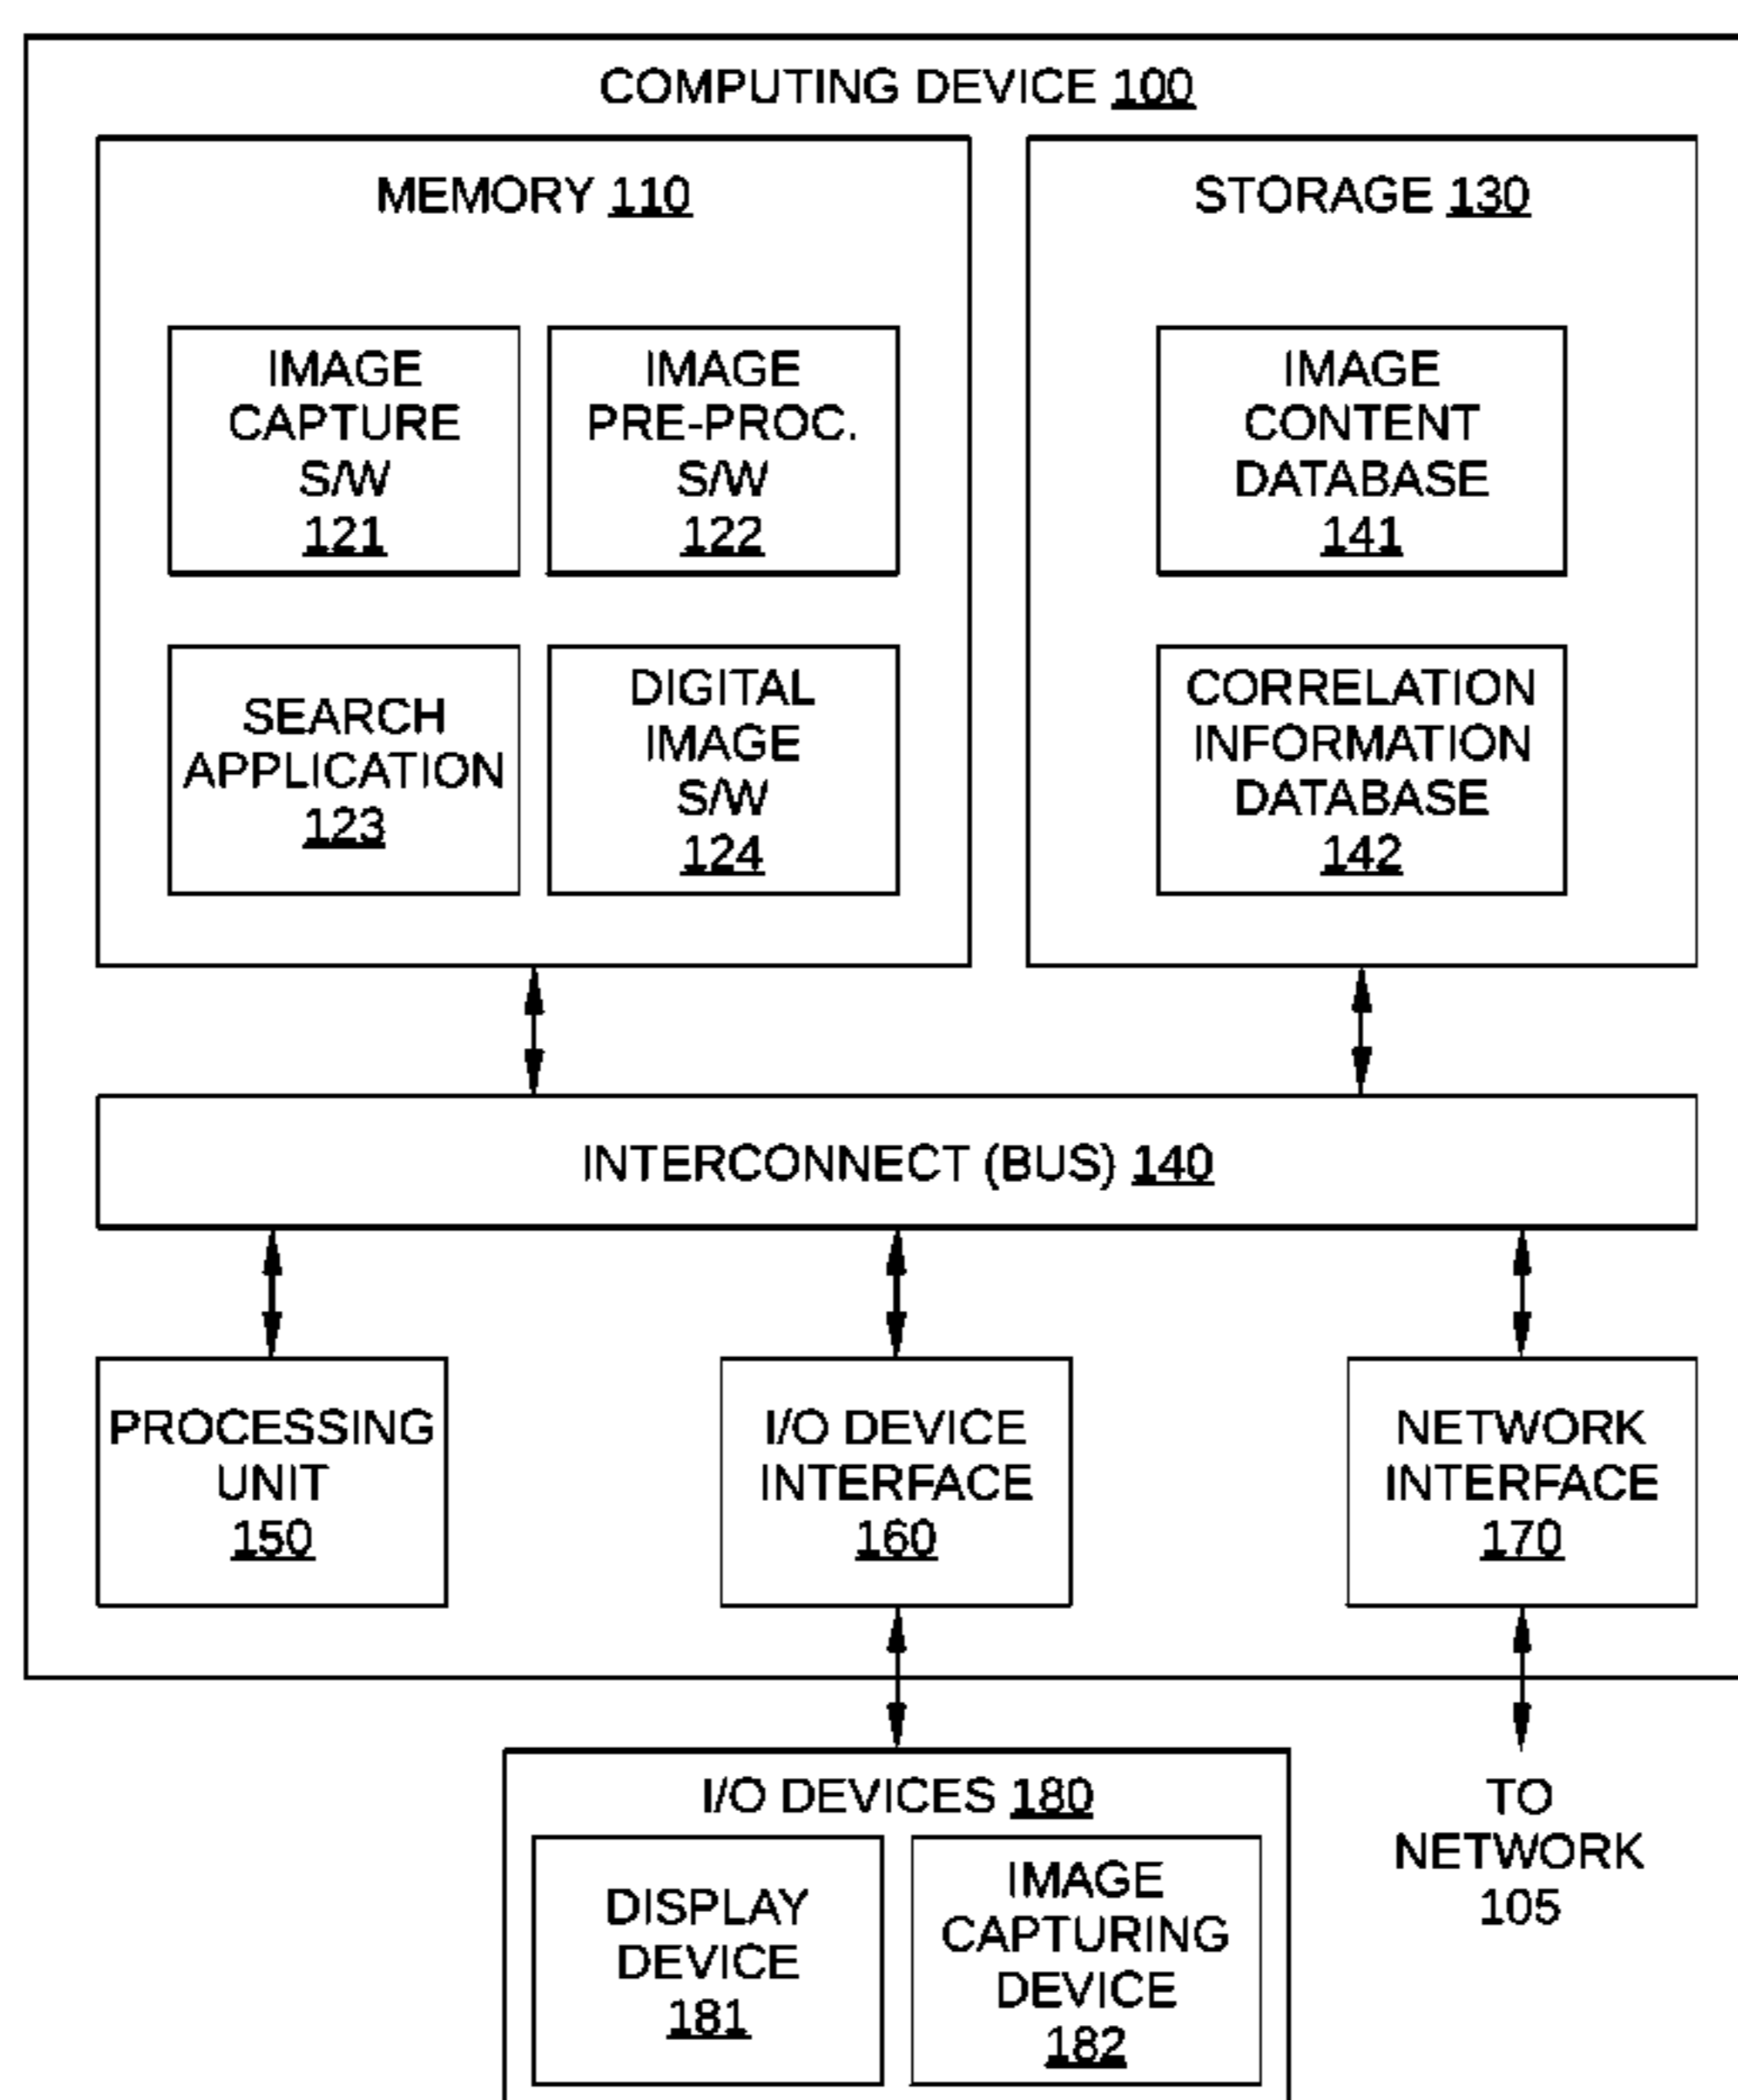 COMPUTING DEVICE 100
MEMORY 110
IMAGE
CAPTURE
S/W
121
IMAGE
PRE-PROC.
S/W
122
SEARCH
APPLICATION
123
DIGITAL
IMAGE
S/W
124
STORAGE 130
IMAGE
CONTENT
DATABASE
141
CORRELATION
INFORMATION
DATABASE
142
INTERCONNECT (BUS) 140
PROCESSING
UNIT
150
I/O DEVICE
INTERFACE
160
NETWORK
INTERFACE
170
I/O DEVICES 180
DISPLAY
DEVICE
181
IMAGE
CAPTURING
DEVICE
182
TO
NETWORK
105